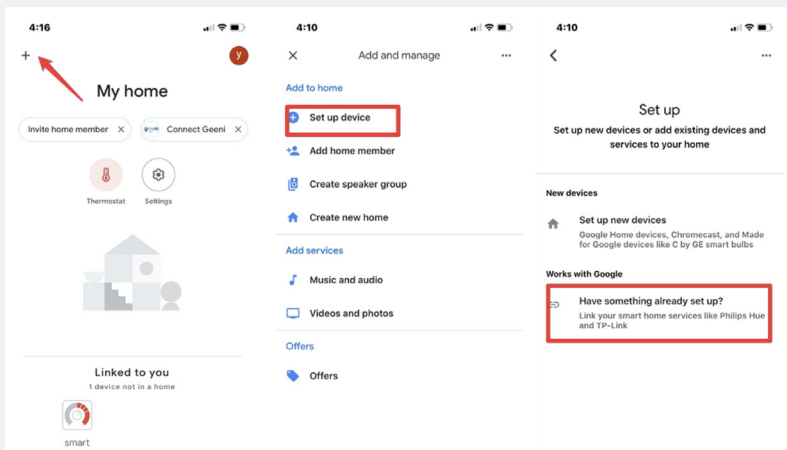 4:16
+
y
My home
Invite home member ×
geeni Connect Geeni ×
Thermostat
Settings
Linked to you
1 device not in a home
smart
4:10
× Add and manage ...
Add to home
Set up device
Add home member
Create speaker group
Create new home
Add services
Music and audio
Videos and photos
Offers
Offers
4:10
...
Set up
Set up new devices or add existing devices and
services to your home
New devices
Set up new devices
Google Home devices, Chromecast, and Made
for Google devices like C by GE smart bulbs
Works with Google
Have something already set up?
Link your smart home services like Philips Hue
and TP-Link